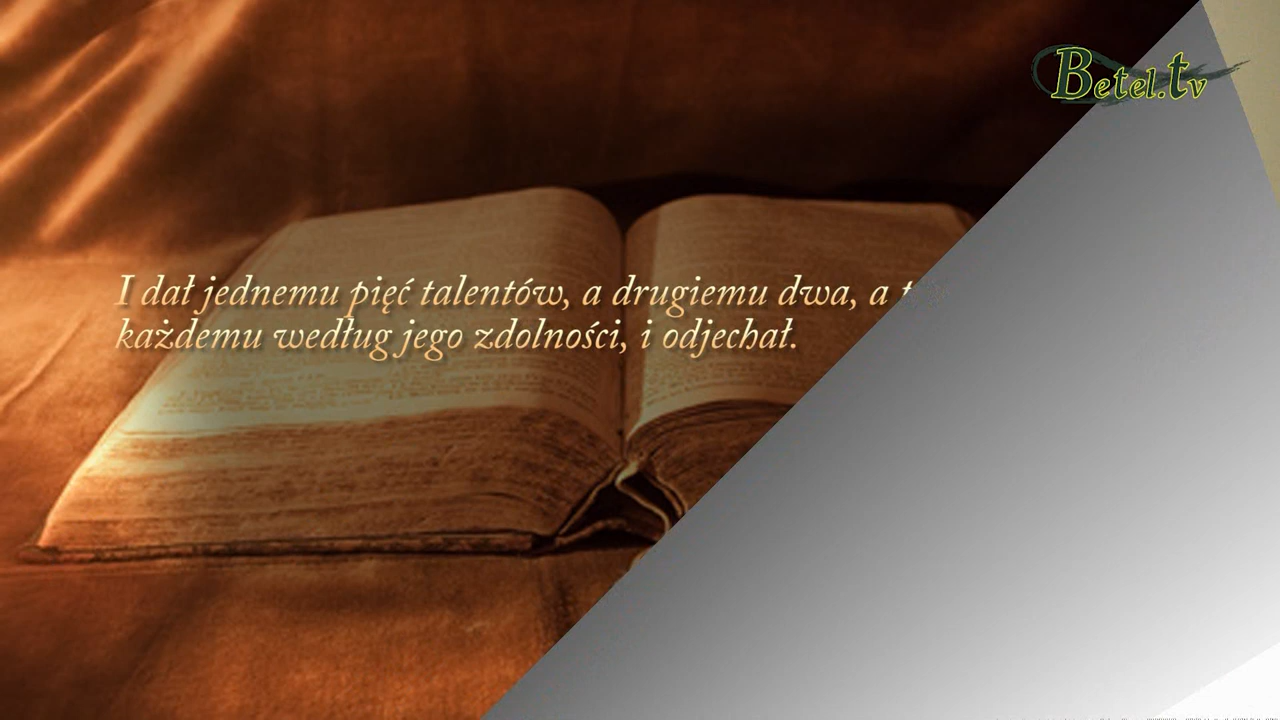 Betel.tv
I dał jednemu pięć talentów, a drugiemu dwa, a
każdemu według jego zdolności, i odjechał.